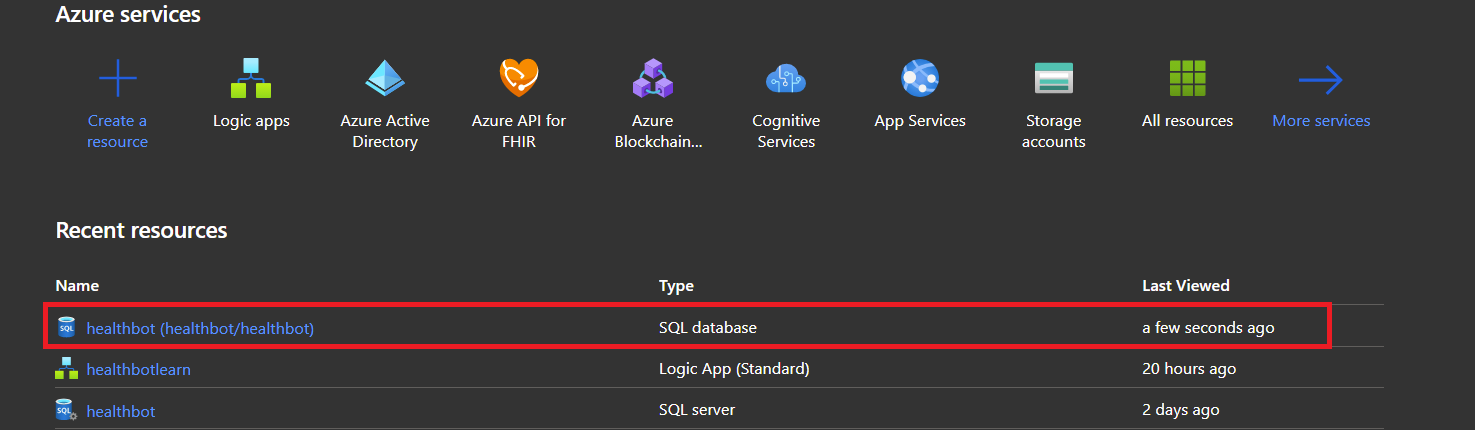 Azure services
Create a resource
Logic apps
Azure Active Directory
Azure API for FHIR
Azure Blockchain...
Cognitive Services
App Services
Storage accounts
All resources
More services
Recent resources
Name Type Last Viewed
SQL healthbot (healthbot/healthbot) SQL database a few seconds ago
healthbotlearn Logic App (Standard) 20 hours ago
SQL healthbot SQL server 2 days ago